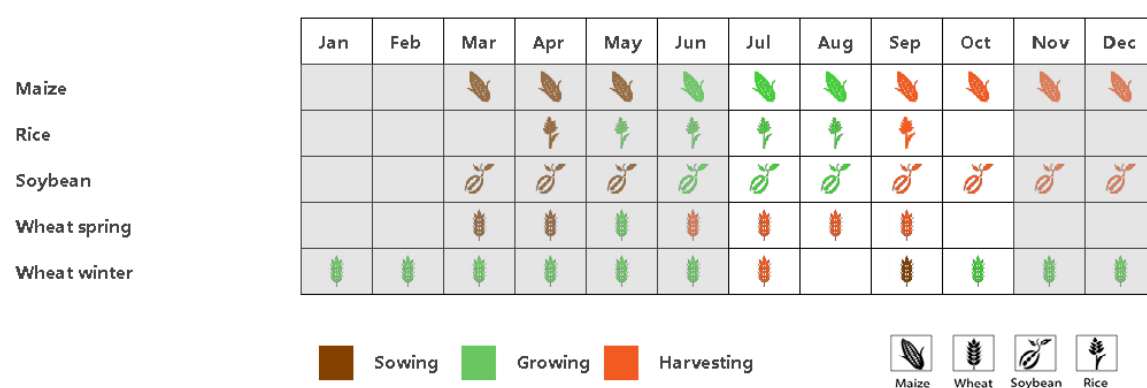 Jan Feb Mar Apr May Jun Jul Aug Sep Oct Nov Dec
Maize
Rice
Soybean
Wheat spring
Wheat winter
Sowing Growing Harvesting
Maize Wheat Soybean Rice